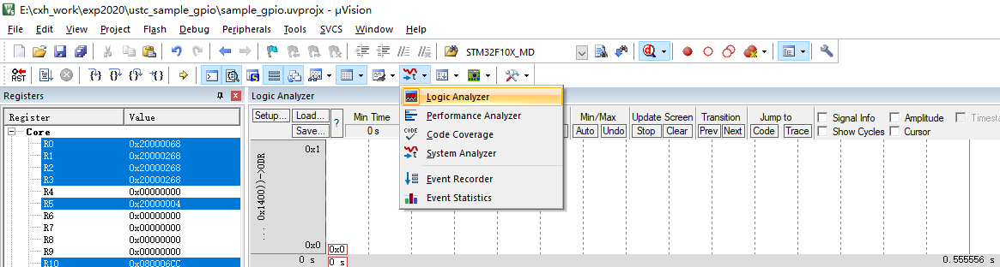 E:\cxh_work\exp2020\ustc_sample_gpio\sample_gpio.uvprojx - µVision
File Edit View Project Flash Debug Peripherals Tools SVCS Window Help
STM32F10X_MD
RST
Registers
Logic Analyzer
Register Value
Core
R0 0x20000068
R1 0x20000268
R2 0x20000268
R3 0x20000268
R4 0x00000000
R5 0x20000004
R6 0x00000000
R7 0x00000000
R8 0x00000000
R9 0x00000000
R10 0x080006CC
Logic Analyzer
Performance Analyzer
CODE Code Coverage
System Analyzer
Event Recorder
Event Statistics
Setup... Load... ? Min Time Min/Max Update Screen Transition Jump to Signal Info Amplitude Timesta
Save... 0 s Auto Undo Stop Clear Prev Next Code Trace Show Cycles Cursor
0x1
... 0x1400))->ODR
0x0 0x0
0 s 0 s 0.555556 s